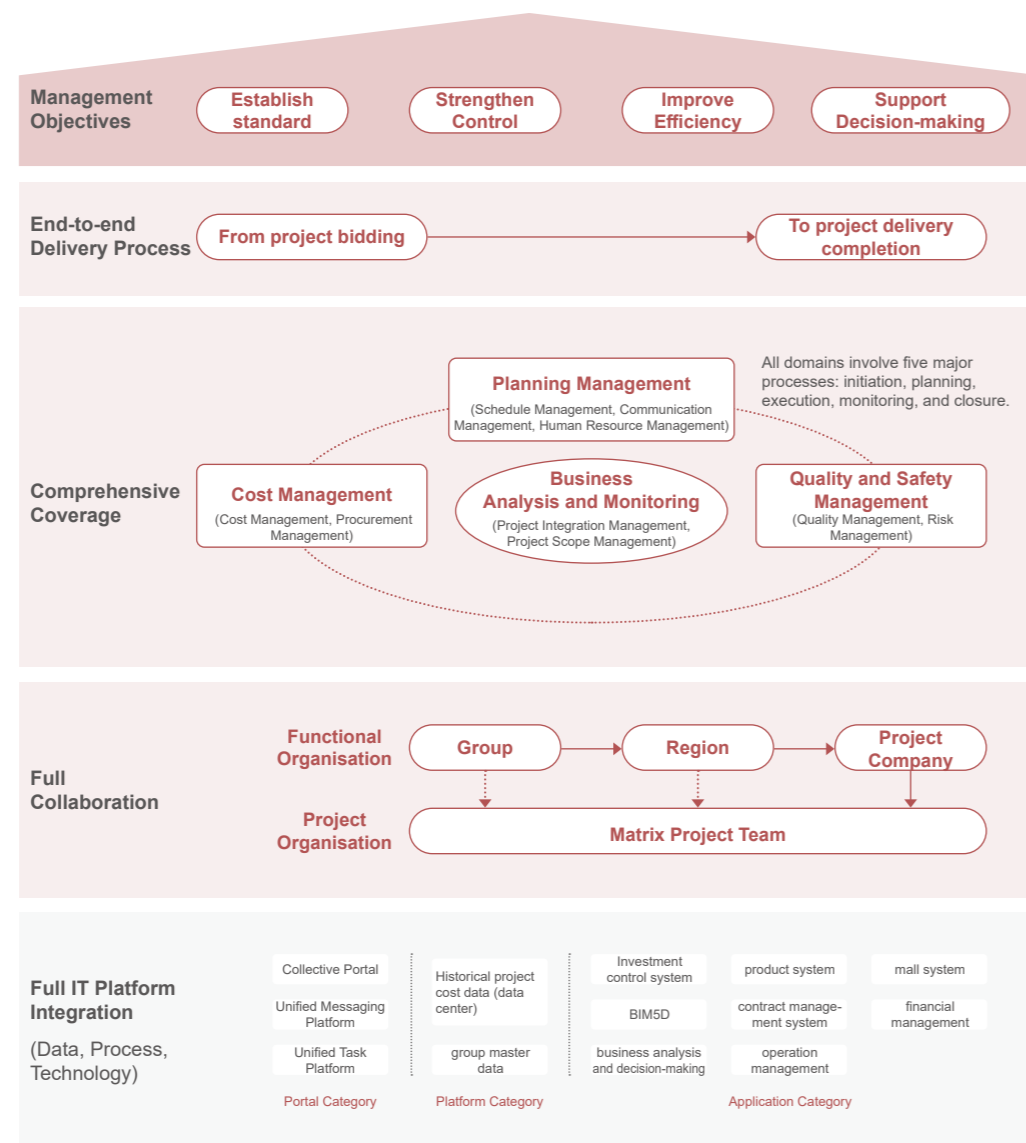 Management
Objectives
Establish
standard
Strengthen
Control
Improve
Efficiency
Support
Decision-making
End-to-end
Delivery Process
From project bidding
To project delivery
completion
Comprehensive
Coverage
All domains involve five major
processes: initiation, planning,
execution, monitoring, and closure.
Planning Management
(Schedule Management, Communication
Management, Human Resource Management)
Cost Management
(Cost Management, Procurement
Management)
Business
Analysis and Monitoring
(Project Integration Management,
Project Scope Management)
Quality and Safety
Management
(Quality Management, Risk
Management)
Full
Collaboration
Functional
Organisation
Group
Region
Project
Company
Project
Organisation
Matrix Project Team
Full IT Platform
Integration
(Data, Process,
Technology)
Collective Portal
Unified Messaging
Platform
Unified Task
Platform
Portal Category
Historical project
cost data (data
center)
group master
data
Platform Category
Investment
control system
product system
mall system
BIM5D
contract manage-
ment system
financial
management
business analysis
and decision-making
operation
management
Application Category